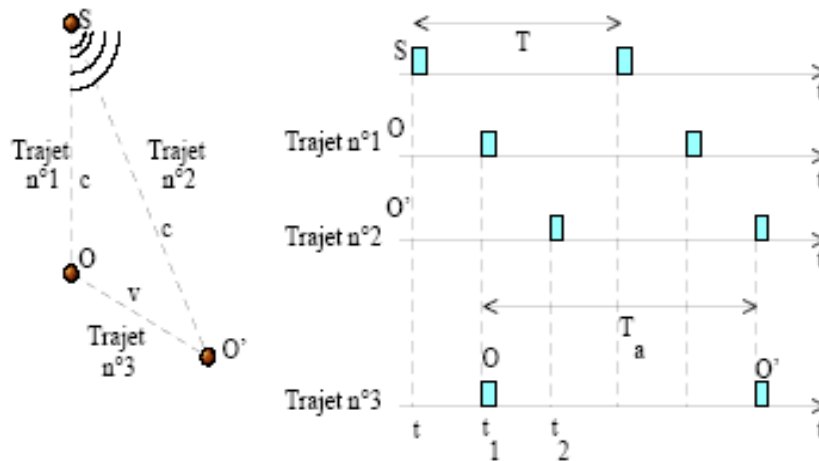 S
Trajet
n°1
c
Trajet
n°2
c
O
v
Trajet
n°3
O'
T
S
t
Trajet n°1 O
t
O'
Trajet n°2
t
T
a
O
O'
Trajet n°3
t
t
1
t
2
t